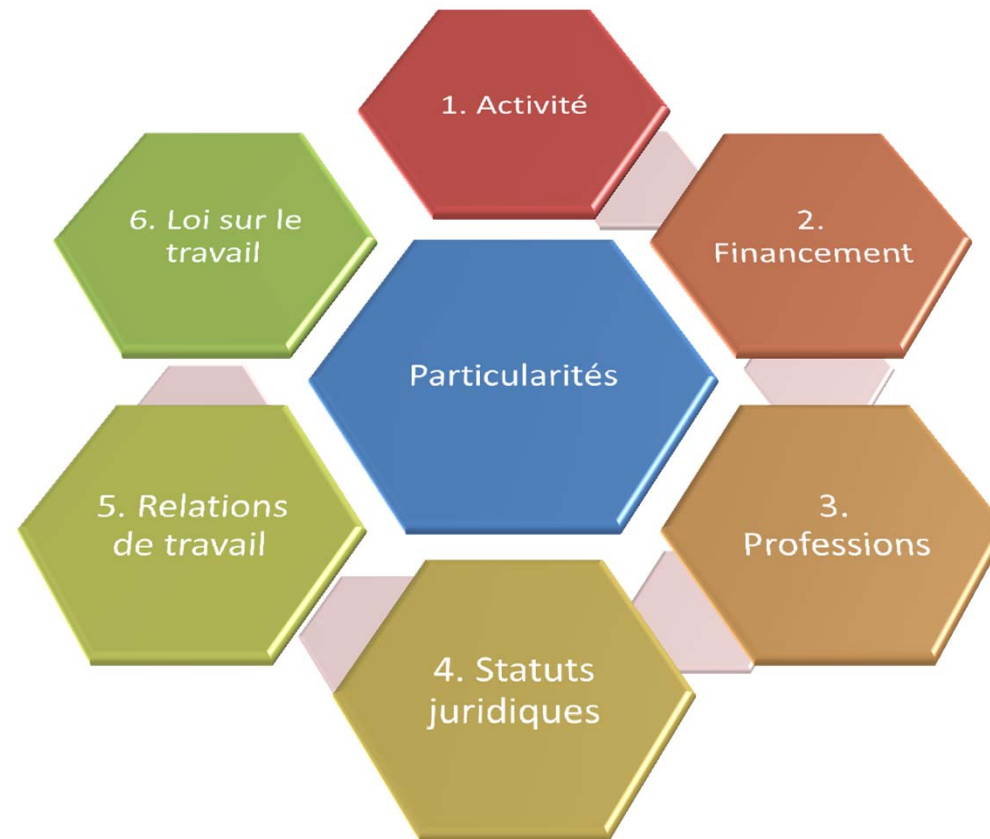 1. Activité
2.
Financement
3.
Professions
4. Statuts
juridiques
5. Relations
de travail
6. Loi sur le
travail
Particularités